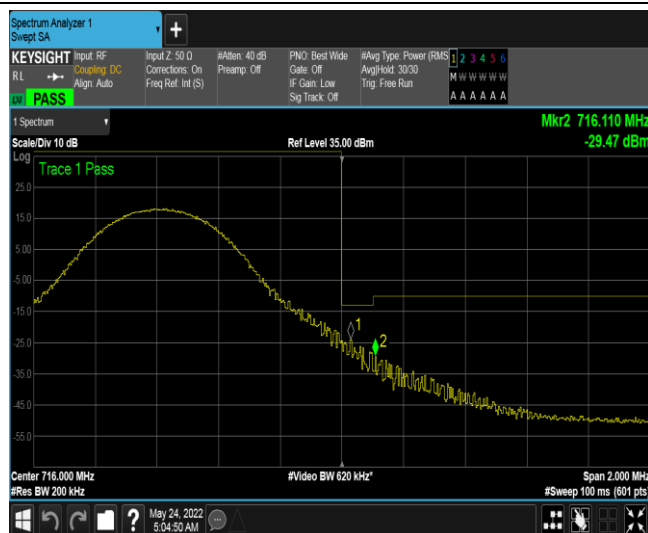 Spectrum Analyzer 1
Swept SA
+
KEYSIGHT
RL
LXI PASS
Input: RF
Coupling: DC
Align: Auto
Input Z: 50 Ω
Corrections: On
Freq Ref: Int (S)
#Atten: 40 dB
Preamp: Off
PNO: Best Wide
Gate: Off
IF Gain: Low
Sig Track: Off
#Avg Type: Power (RMS
Avg|Hold: 30/30
Trig: Free Run
1 2 3 4 5 6
M W W W W W
A A A A A A
1 Spectrum
Mkr2 716.110 MHz
-29.47 dBm
Scale/Div 10 dB
Ref Level 35.00 dBm
Log
Trace 1 Pass
25.0
15.0
5.00
-5.00
-15.0
-25.0
-35.0
-45.0
-55.0
1
2
Center 716.000 MHz
#Video BW 620 kHz*
Span 2.000 MHz
#Res BW 200 kHz
#Sweep 100 ms (601 pts)
?
May 24, 2022
5:04:50 AM